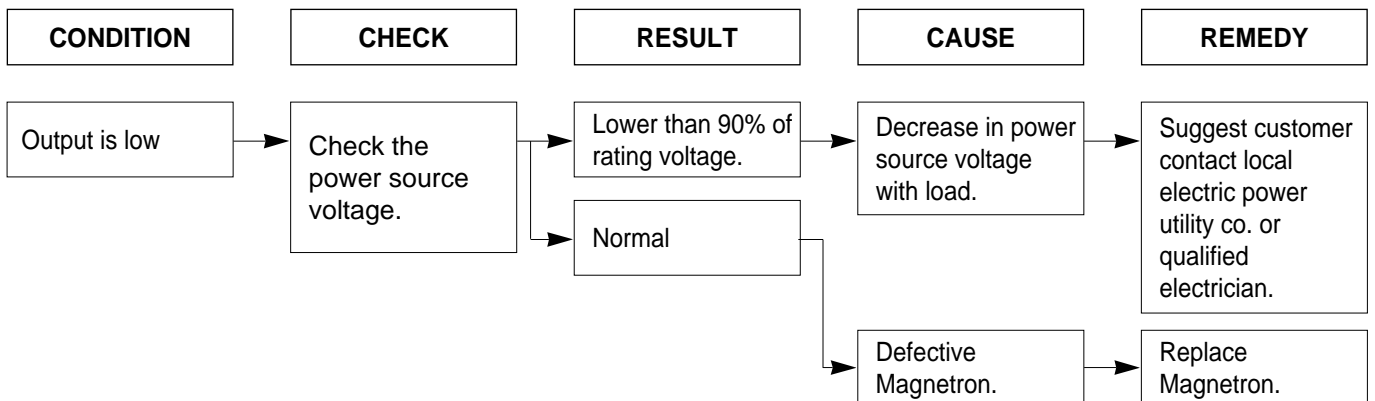 CONDITION
CHECK
RESULT
CAUSE
REMEDY
Output is low
Check the
power source
voltage.
Lower than 90% of
rating voltage.
Decrease in power
source voltage
with load.
Suggest customer
contact local
electric power
utility co. or
qualified
electrician.
Normal
Defective
Magnetron.
Replace
Magnetron.